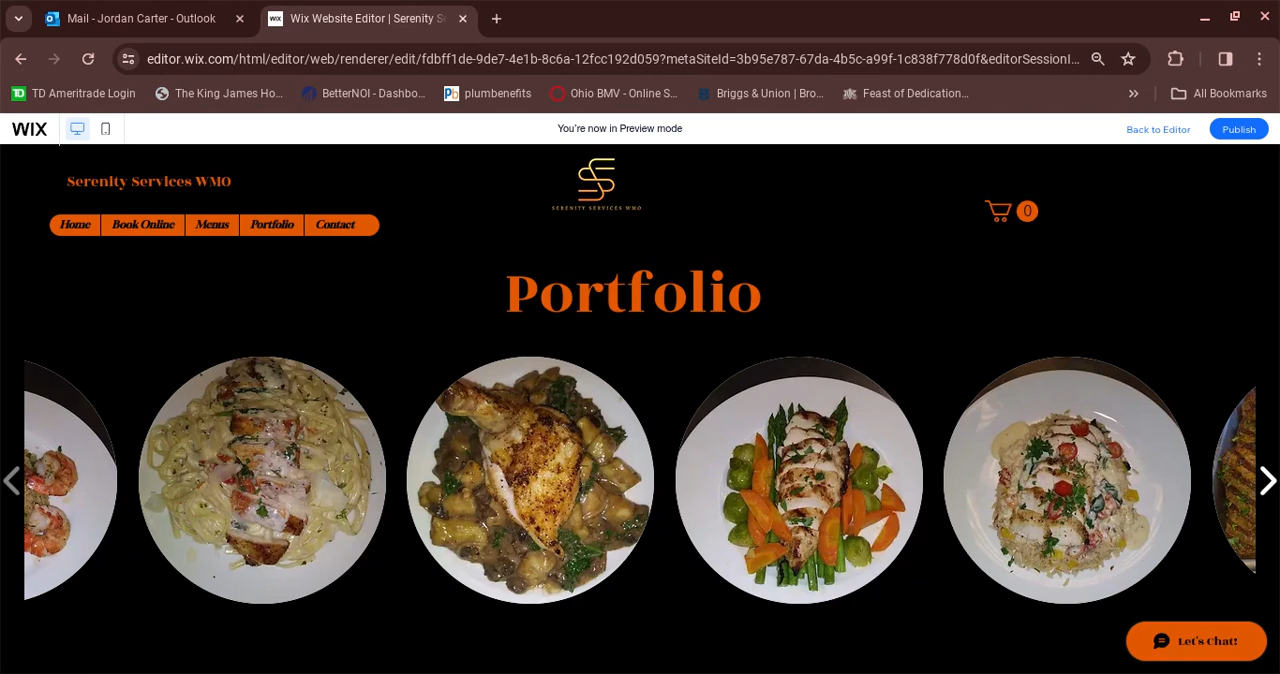 Mail - Jordan Carter - Outlook
WIX Wix Website Editor | Serenity S
editor.wix.com/html/editor/web/renderer/edit/fdbff1de-9de7-4e1b-8c6a-12fcc192d059?metaSiteId=3b95e787-67da-4b5c-a99f-1c838f778d0f&editorSessionI...
TD Ameritrade Login
The King James Ho...
BetterNOI - Dashbo...
plumbenefits
Ohio BMV - Online S...
Briggs & Union | Bro...
Feast of Dedication...
All Bookmarks
WIX
You're now in Preview mode
Back to Editor
Publish
Serenity Services WMO
SERENITY SERVICES WMO
0
Home Book Online Menus Portfolio Contact
Portfolio
Let's Chat!